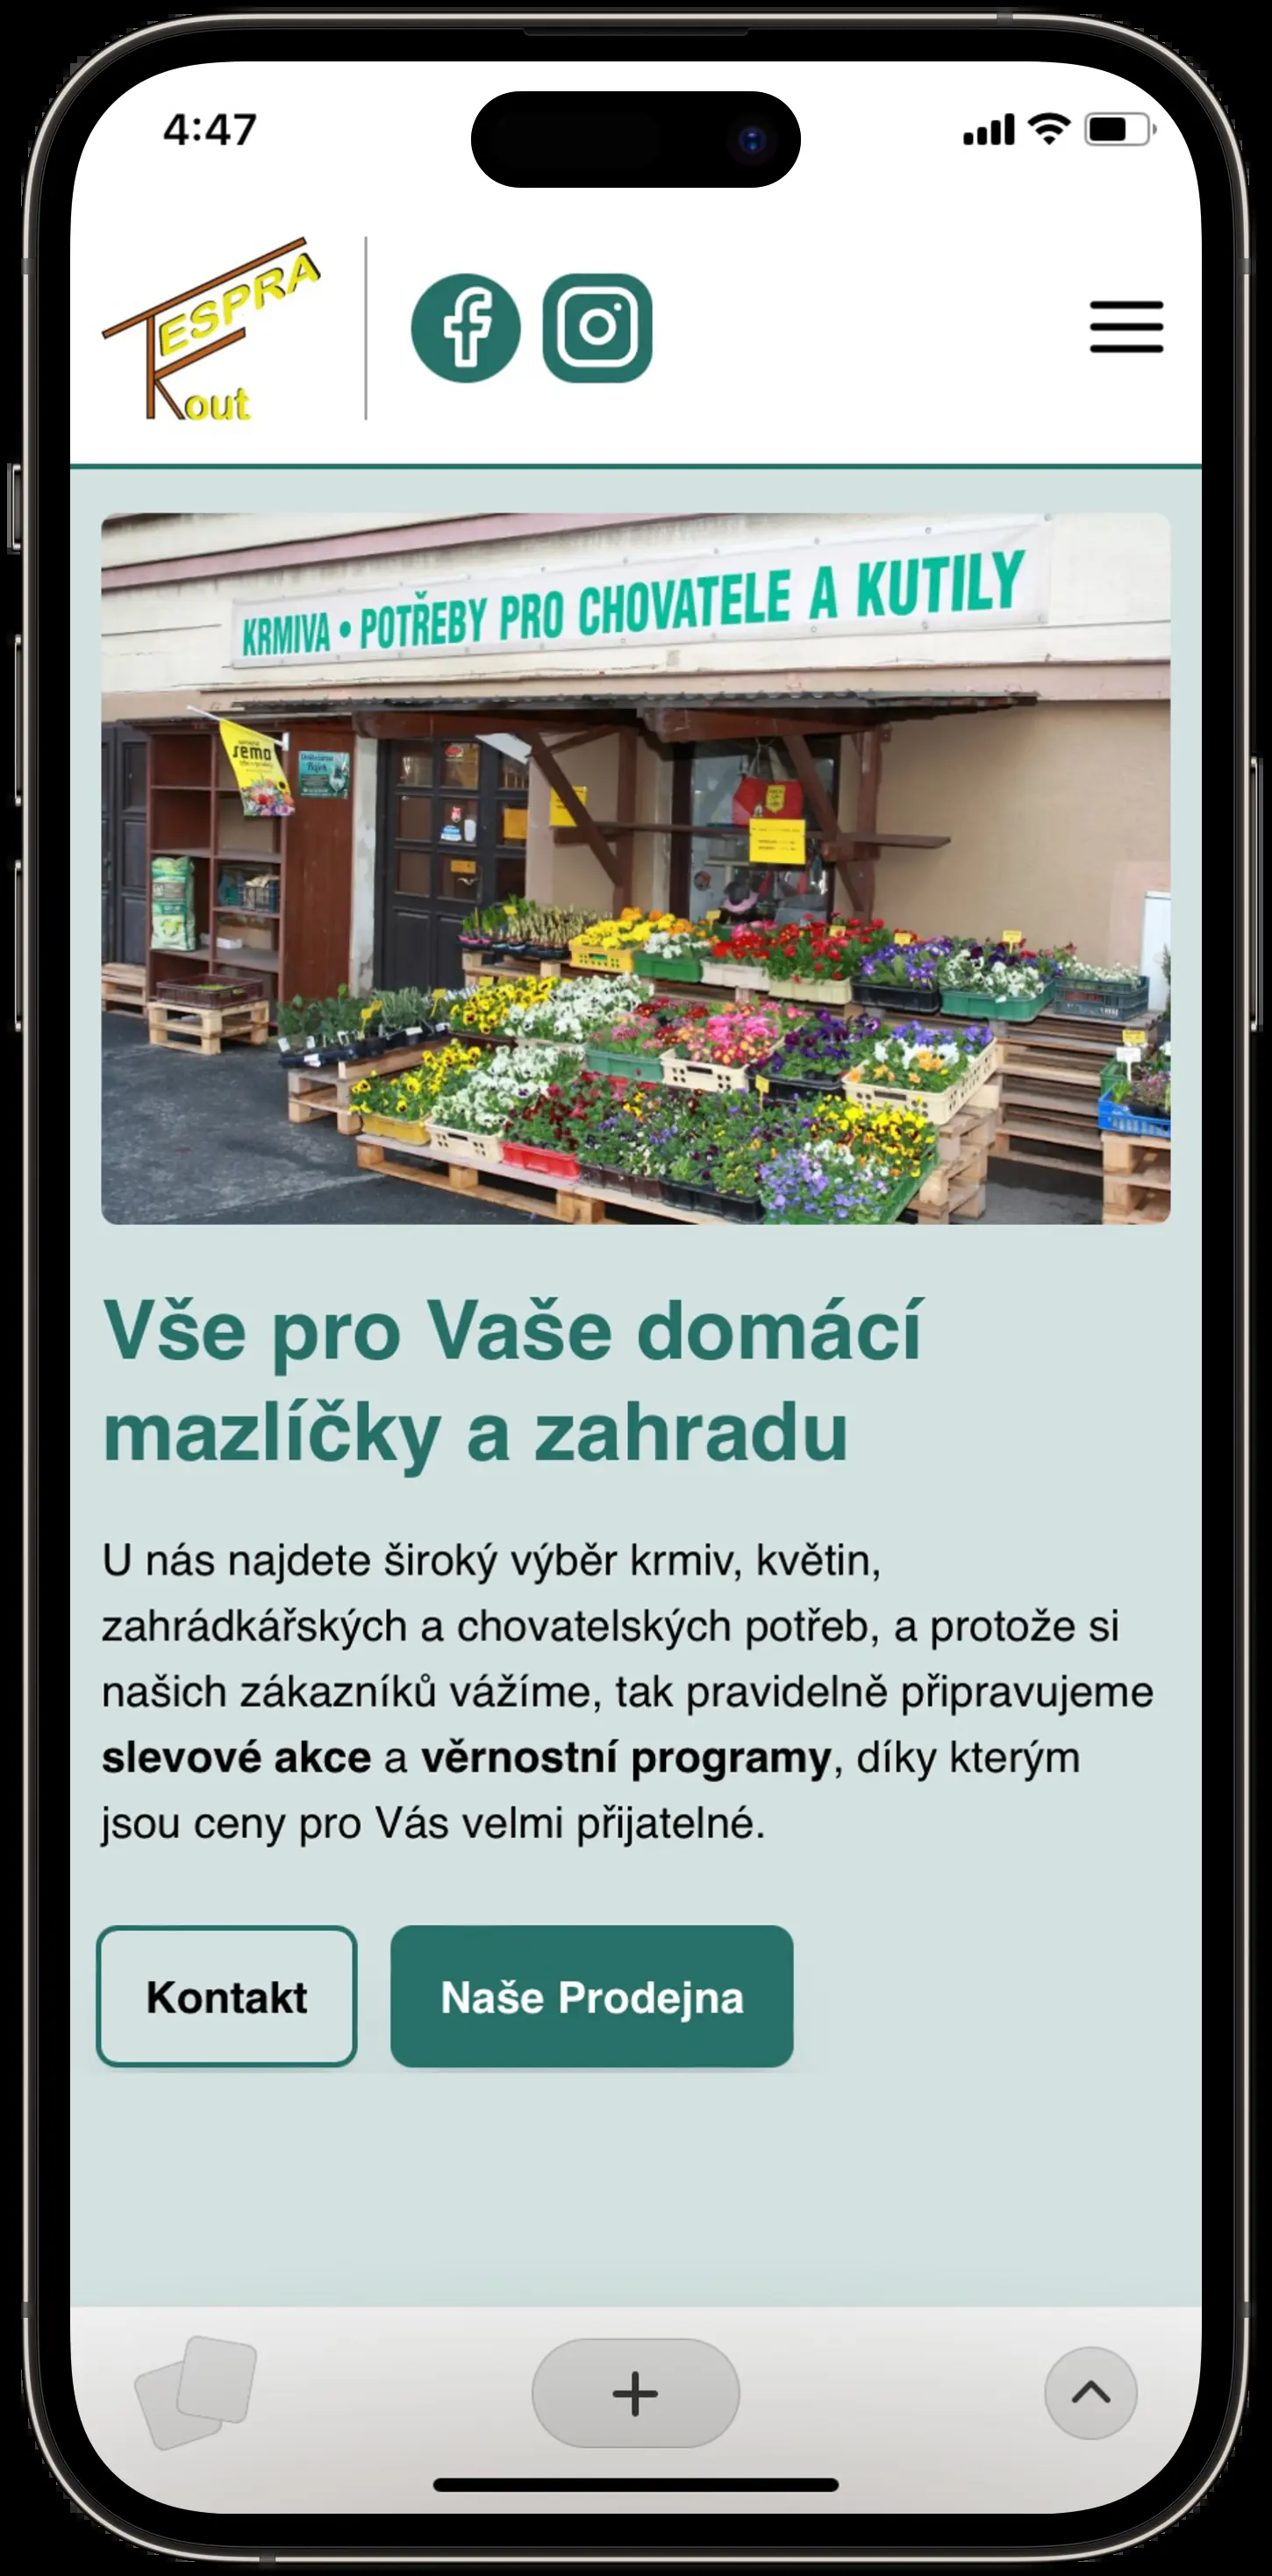 4:47
TESPRA
Kout
KRMIVA • POTŘEBY PRO CHOVATELE A KUTILY
semo
Vše pro Vaše domácí
mazlíčky a zahradu
U nás najdete široký výběr krmiv, květin,
zahrádkářských a chovatelských potřeb, a protože si
našich zákazníků vážíme, tak pravidelně připravujeme
slevové akce a věrnostní programy, díky kterým
jsou ceny pro Vás velmi přijatelné.
Kontakt
Naše Prodejna